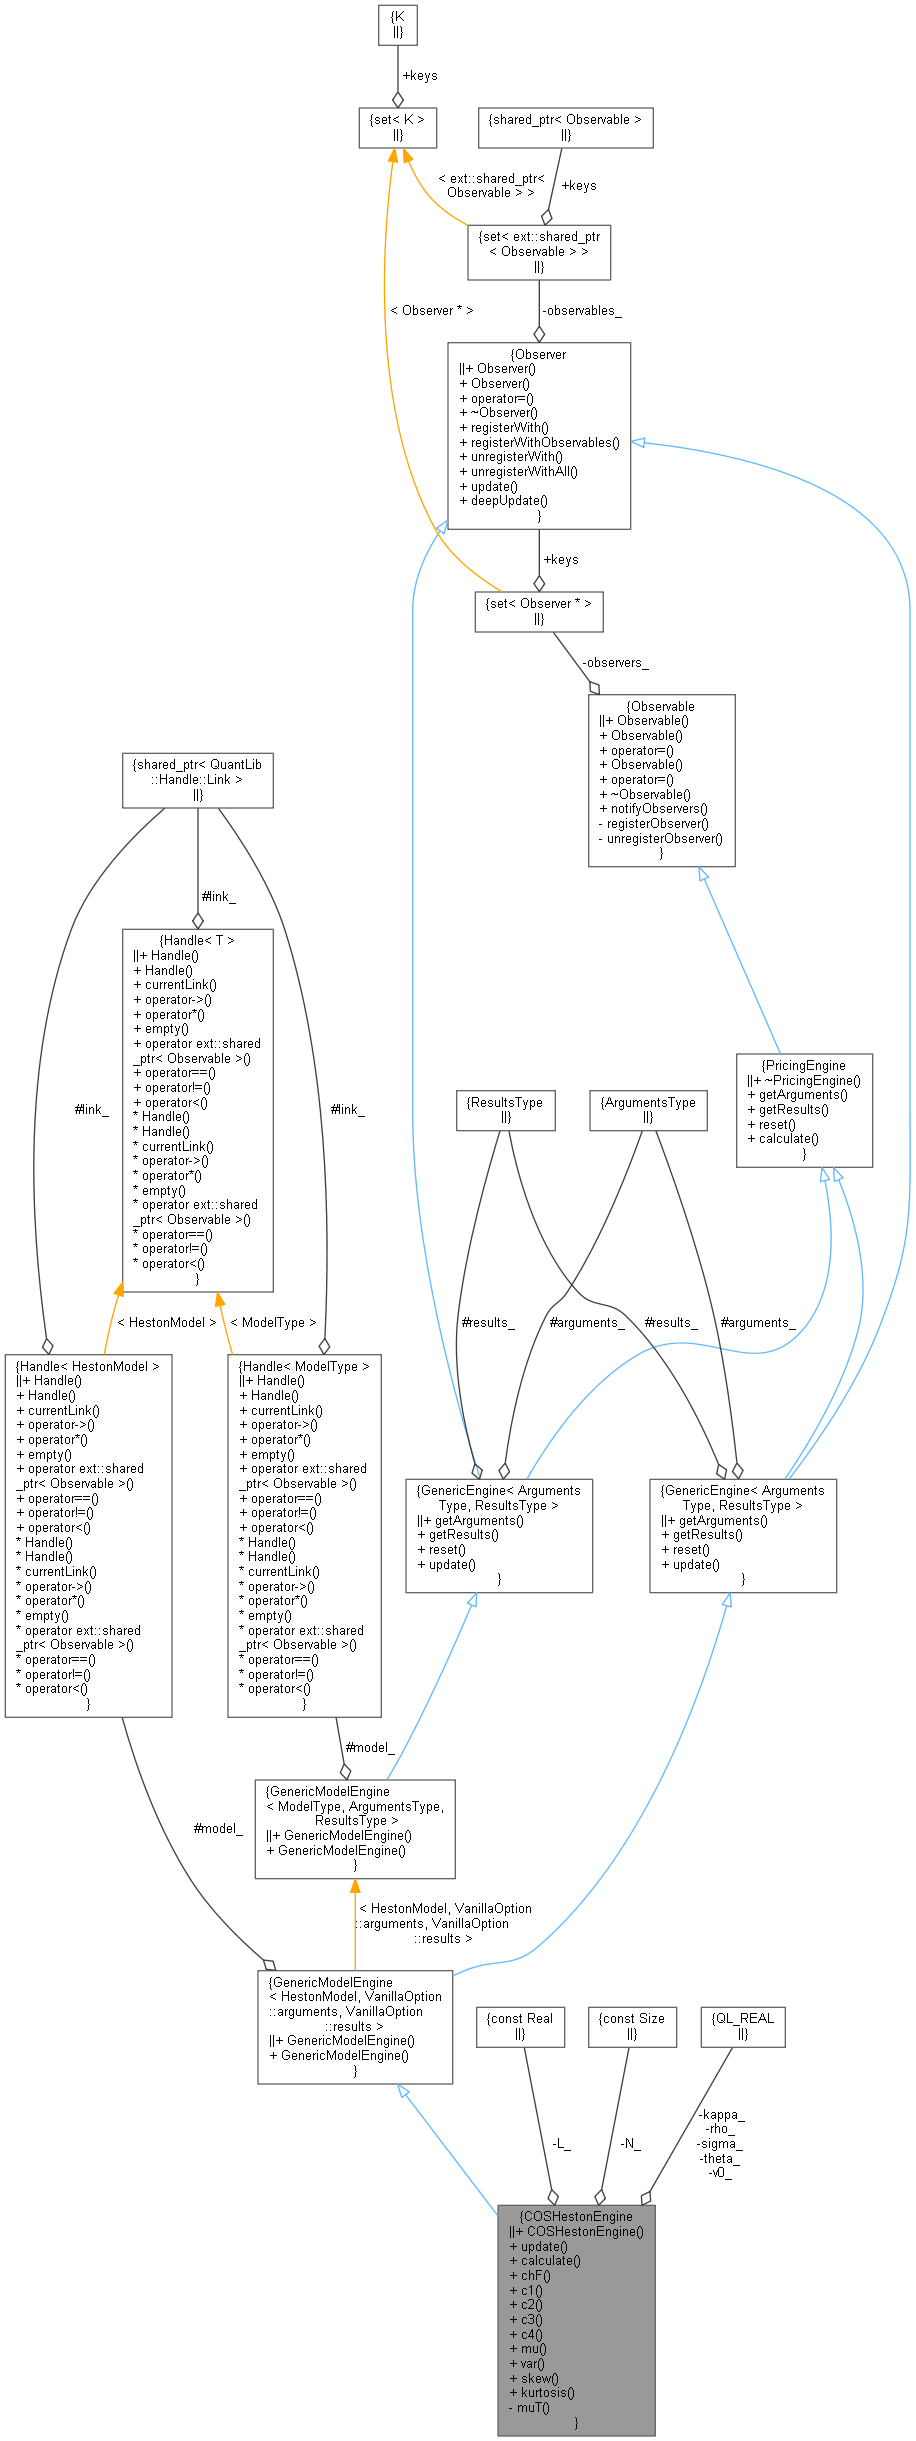 {K
||}
+keys
{set< K >
||}
{shared_ptr< Observable >
||}
< ext::shared_ptr<
Observable > >
+keys
{set< ext::shared_ptr
< Observable > >
||}
< Observer * >
-observables_
{Observer
||+ Observer()
+ Observer()
+ operator=()
+ ~Observer()
+ registerWith()
+ registerWithObservables()
+ unregisterWith()
+ unregisterWithAll()
+ update()
+ deepUpdate()
}
+keys
{set< Observer * >
||}
-observers_
{Observable
||+ Observable()
+ Observable()
+ operator=()
+ Observable()
+ operator=()
+ ~Observable()
+ notifyObservers()
- registerObserver()
- unregisterObserver()
}
{shared_ptr< QuantLib
::Handle::Link >
||}
#link_
#link_
#link_
{Handle< T >
||+ Handle()
+ Handle()
+ currentLink()
+ operator->()
+ operator*()
+ empty()
+ operator ext::shared
_ptr< Observable >()
+ operator==()
+ operator!=()
+ operator<()
* Handle()
* Handle()
* currentLink()
* operator->()
* operator*()
* empty()
* operator ext::shared
_ptr< Observable >()
* operator==()
* operator!=()
* operator<()
}
{PricingEngine
||+ ~PricingEngine()
+ getArguments()
+ getResults()
+ reset()
+ calculate()
}
{ResultsType
||}
{ArgumentsType
||}
< HestonModel >
< ModelType >
#results_
#arguments_
#results_
#arguments_
{Handle< HestonModel >
||+ Handle()
+ Handle()
+ currentLink()
+ operator->()
+ operator*()
+ empty()
+ operator ext::shared
_ptr< Observable >()
+ operator==()
+ operator!=()
+ operator<()
* Handle()
* Handle()
* currentLink()
* operator->()
* operator*()
* empty()
* operator ext::shared
_ptr< Observable >()
* operator==()
* operator!=()
* operator<()
}
{Handle< ModelType >
||+ Handle()
+ Handle()
+ currentLink()
+ operator->()
+ operator*()
+ empty()
+ operator ext::shared
_ptr< Observable >()
+ operator==()
+ operator!=()
+ operator<()
* Handle()
* Handle()
* currentLink()
* operator->()
* operator*()
* empty()
* operator ext::shared
_ptr< Observable >()
* operator==()
* operator!=()
* operator<()
}
{GenericEngine< Arguments
Type, ResultsType >
||+ getArguments()
+ getResults()
+ reset()
+ update()
}
{GenericEngine< Arguments
Type, ResultsType >
||+ getArguments()
+ getResults()
+ reset()
+ update()
}
#model_
{GenericModelEngine
< ModelType, ArgumentsType,
ResultsType >
||+ GenericModelEngine()
+ GenericModelEngine()
}
#model_
< HestonModel, VanillaOption
::arguments, VanillaOption
::results >
{GenericModelEngine
< HestonModel, VanillaOption
::arguments, VanillaOption
::results >
||+ GenericModelEngine()
+ GenericModelEngine()
}
{const Real
||}
{const Size
||}
{QL_REAL
||}
-L_
-N_
-kappa_
-rho_
-sigma_
-theta_
-v0_
{COSHestonEngine
||+ COSHestonEngine()
+ update()
+ calculate()
+ chF()
+ c1()
+ c2()
+ c3()
+ c4()
+ mu()
+ var()
+ skew()
+ kurtosis()
- muT()
}